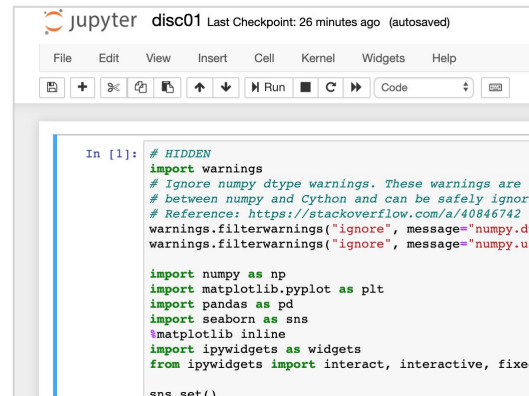 jupyter disc01 Last Checkpoint: 26 minutes ago (autosaved)
File Edit View Insert Cell Kernel Widgets Help
Run Code
In [1]: # HIDDEN
import warnings
# Ignore numpy dtype warnings. These warnings are
# between numpy and Cython and can be safely ignor
# Reference: https://stackoverflow.com/a/40846742
warnings.filterwarnings("ignore", message="numpy.d
warnings.filterwarnings("ignore", message="numpy.u
import numpy as np
import matplotlib.pyplot as plt
import pandas as pd
import seaborn as sns
%matplotlib inline
import ipywidgets as widgets
from ipywidgets import interact, interactive, fixe
sns.set()